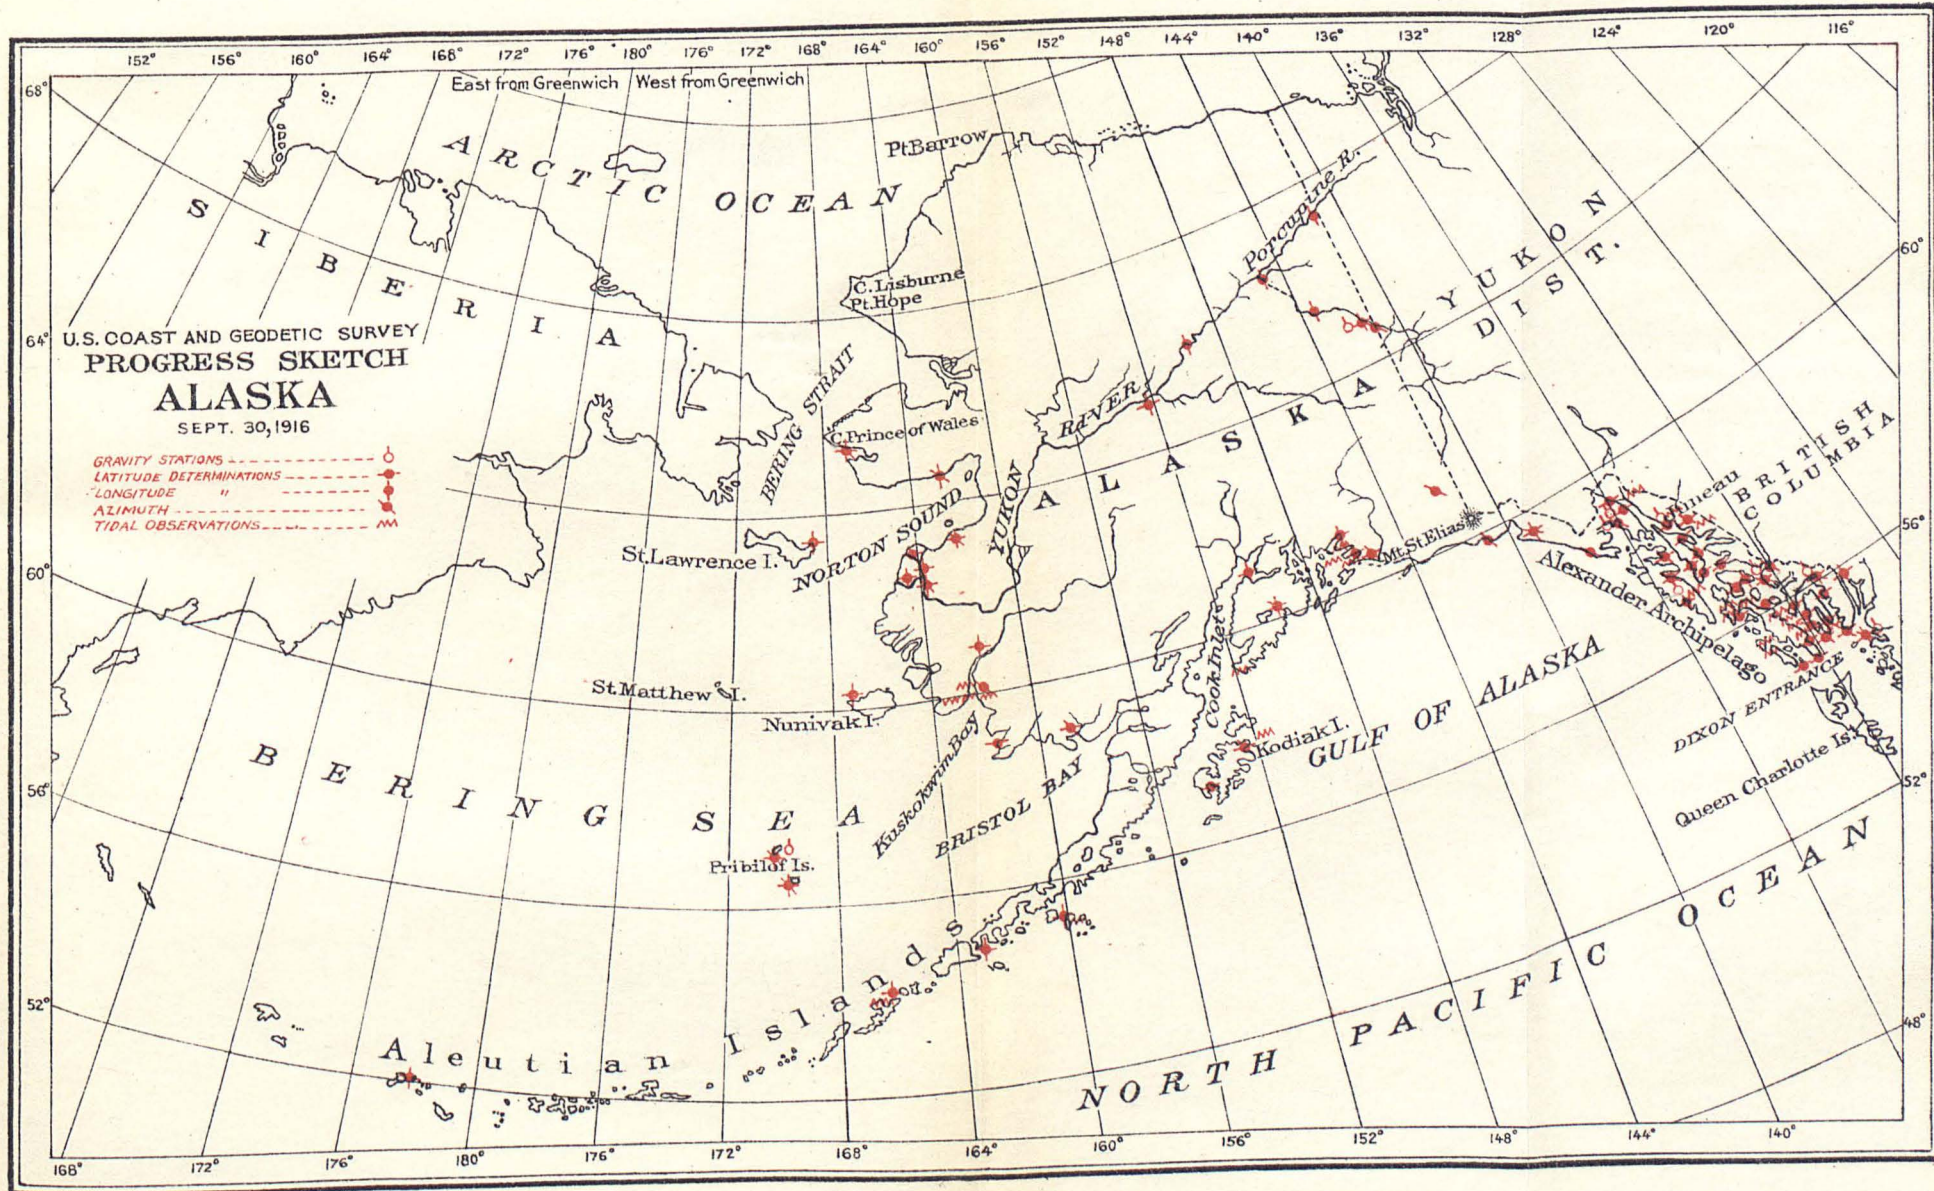 152° 156° 160° 164° 168° 172° 176° 180° 176° 172° 168° 164° 160° 156° 152° 148° 144° 140° 136° 132° 128° 124° 120° 116°
East from Greenwich West from Greenwich
68°
64°
60°
56°
52°
60°
56°
52°
48°
ARCTIC OCEAN
SIBERIA
U.S. COAST AND GEODETIC SURVEY
PROGRESS SKETCH
ALASKA
SEPT. 30, 1916
GRAVITY STATIONS
LATITUDE DETERMINATIONS
LONGITUDE "
AZIMUTH
TIDAL OBSERVATIONS
Pt. Barrow
C. Lisburne
Pt. Hope
Porcupine R.
YUKON
DIST.
BERING STRAIT
C. Prince of Wales
YUKON RIVER
ALASKA
NORTON SOUND
St. Lawrence I.
Mt. St. Elias
Juneau
BRITISH
COLUMBIA
Alexander Archipelago
St. Matthew I.
Nunivak I.
Kuskokwim Bay
BRISTOL BAY
Cook Inlet
Kodiak I.
GULF OF ALASKA
DIXON ENTRANCE
Queen Charlotte Is.
BERING SEA
Pribilof Is.
Aleutian Islands
NORTH PACIFIC OCEAN
168° 172° 176° 180° 176° 172° 168° 164° 160° 156° 152° 148° 144° 140°